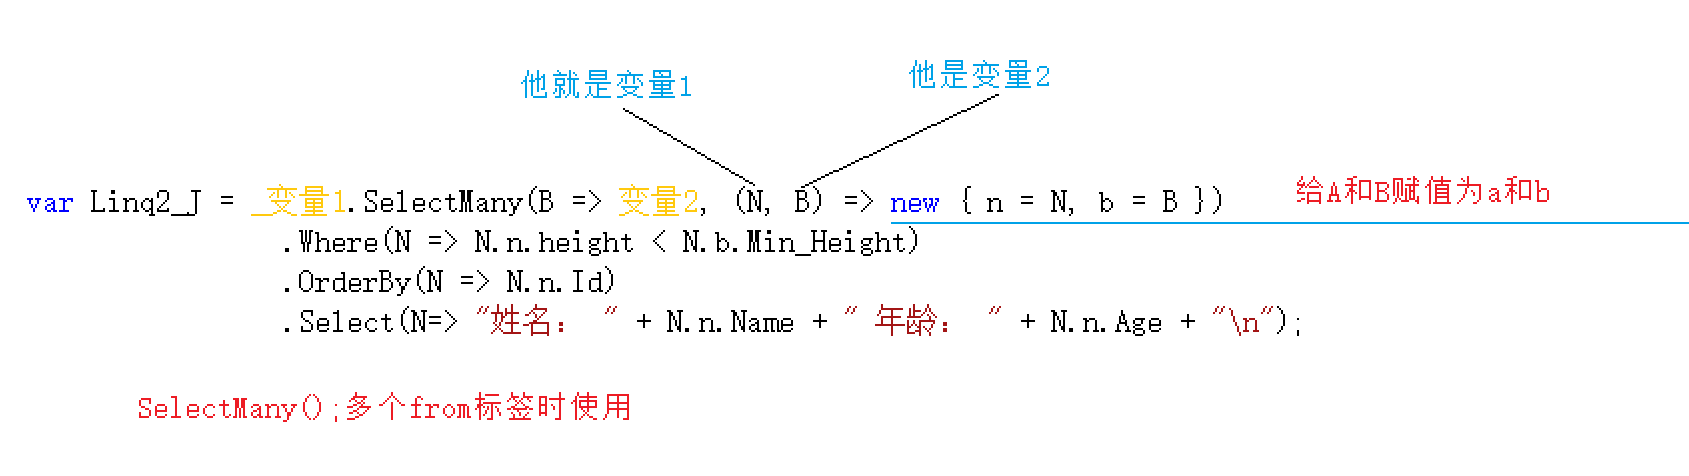 他就是变量1
他是变量2
var Linq2_J = _变量1.SelectMany(B => 变量2, (N, B) => new { n = N, b = B })
给A和B赋值为a和b
.Where(N => N.n.height < N.b.Min_Height)
.OrderBy(N => N.n.Id)
.Select(N=> "姓名： " + N.n.Name + " 年龄： " + N.n.Age + "\n");
SelectMany();多个from标签时使用